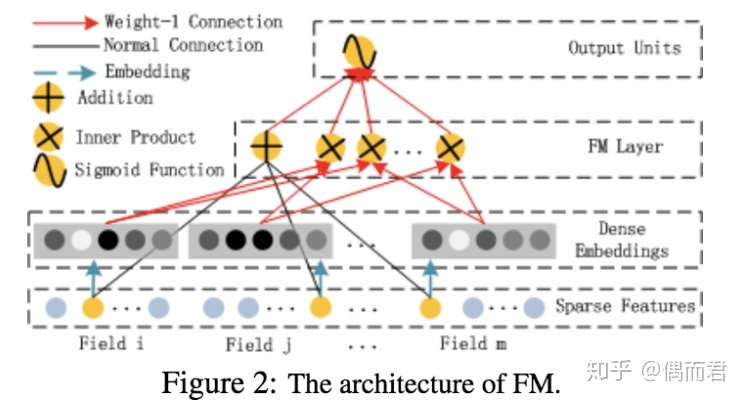 Weight-1 Connection
Normal Connection
Embedding
Addition
Inner Product
Sigmoid Function
Output Units
FM Layer
...
Dense
Embeddings
...
Sparse Features
... ... ... ...
Field i Field j ... Field m
知乎 @偶而君
Figure 2: The architecture of FM.